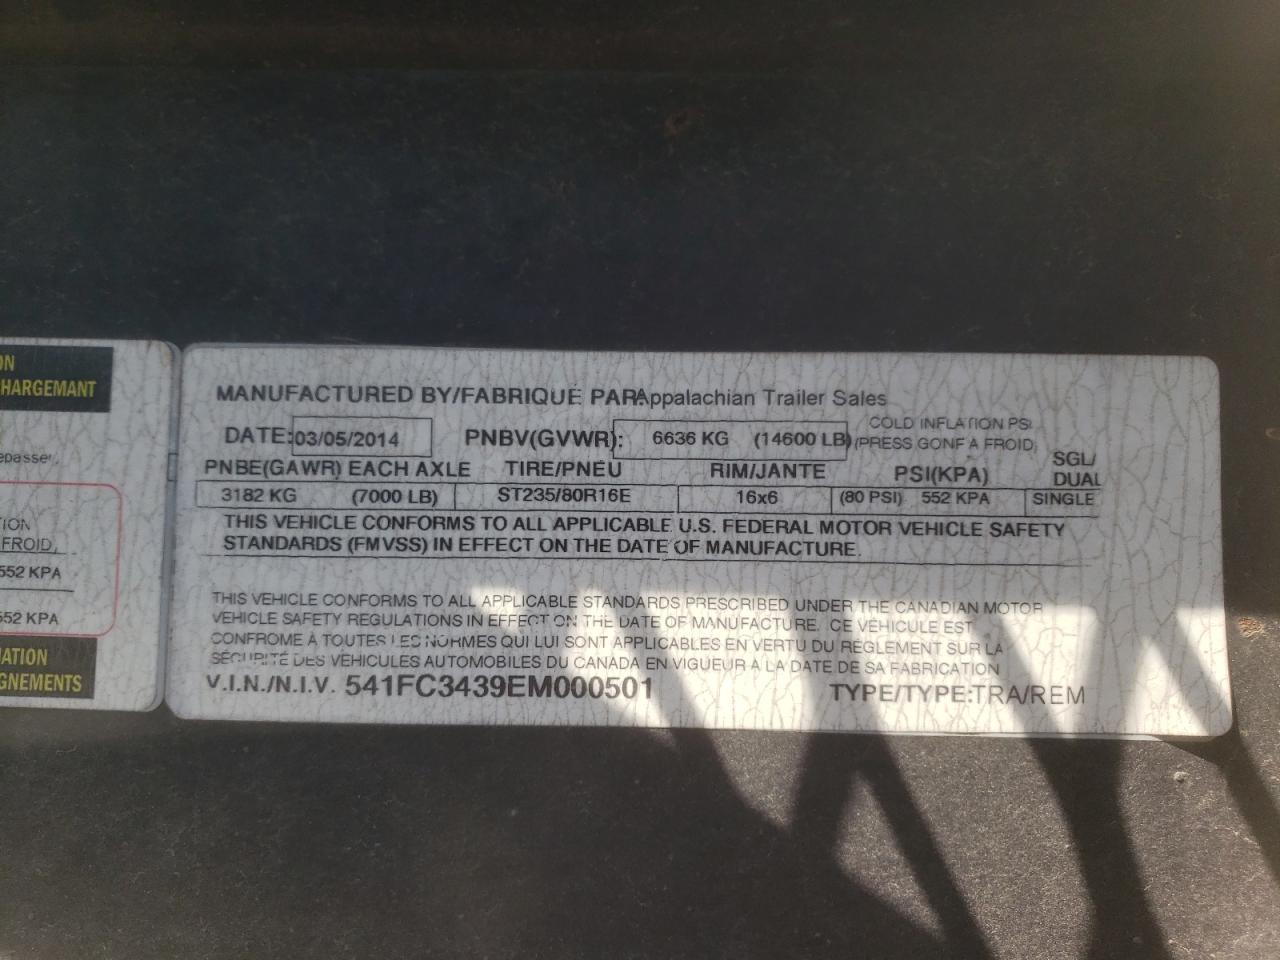 ON
CHARGEMANT
epasser.
TION
FROID,
552 KPA
552 KPA
MATION
GNEMENTS
MANUFACTURED BY/FABRIQUE PAR: Appalachian Trailer Sales
DATE: 03/05/2014 PNBV(GVWR): 6636 KG (14600 LB) COLD INFLATION PSI
(PRESS GONF A FROID,
PNBE(GAWR) EACH AXLE TIRE/PNEU RIM/JANTE PSI(KPA) SGL/
DUAL
3182 KG (7000 LB) ST235/80R16E 16x6 (80 PSI) 552 KPA SINGLE
THIS VEHICLE CONFORMS TO ALL APPLICABLE U.S. FEDERAL MOTOR VEHICLE SAFETY
STANDARDS (FMVSS) IN EFFECT ON THE DATE OF MANUFACTURE.
THIS VEHICLE CONFORMS TO ALL APPLICABLE STANDARDS PRESCRIBED UNDER THE CANADIAN MOTOR
VEHICLE SAFETY REGULATIONS IN EFFECT ON THE DATE OF MANUFACTURE. CE VEHICULE EST
CONFROME À TOUTES LES NORMES QUI LUI SONT APPLICABLES EN VERTU DU REGLEMENT SUR LA
SÉCURITÉ DES VÉHICULES AUTOMOBILES DU CANADA EN VIGUEUR À LA DATE DE SA FABRICATION
V.I.N./N.I.V. 541FC3439EM000501 TYPE/TYPE:TRA/REM